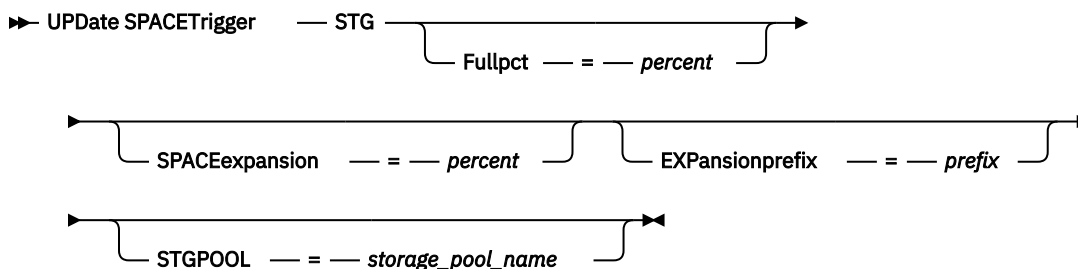 UPDate SPACETrigger STG
Fullpct = percent
SPACEexpansion = percent EXPansionprefix = prefix
STGPOOL = storage_pool_name